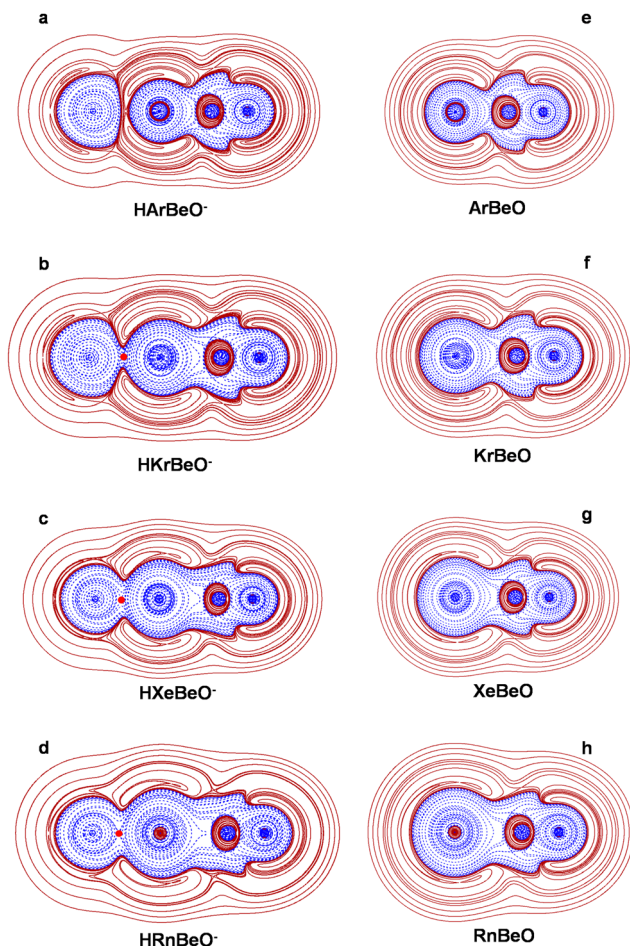 a
e
HArBeO⁻
ArBeO
b
f
HKrBeO⁻
KrBeO
c
g
HXeBeO⁻
XeBeO
d
h
HRnBeO⁻
RnBeO